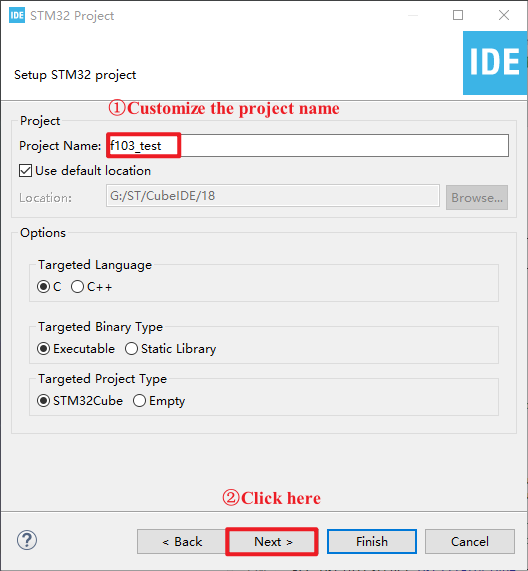 IDE STM32 Project
IDE
Setup STM32 project
①Customize the project name
Project
Project Name: f103_test
Use default location
Location: G:/ST/CubeIDE/18 Browse...
Options
Targeted Language
C C++
Targeted Binary Type
Executable Static Library
Targeted Project Type
STM32Cube Empty
②Click here
? < Back Next > Finish Cancel